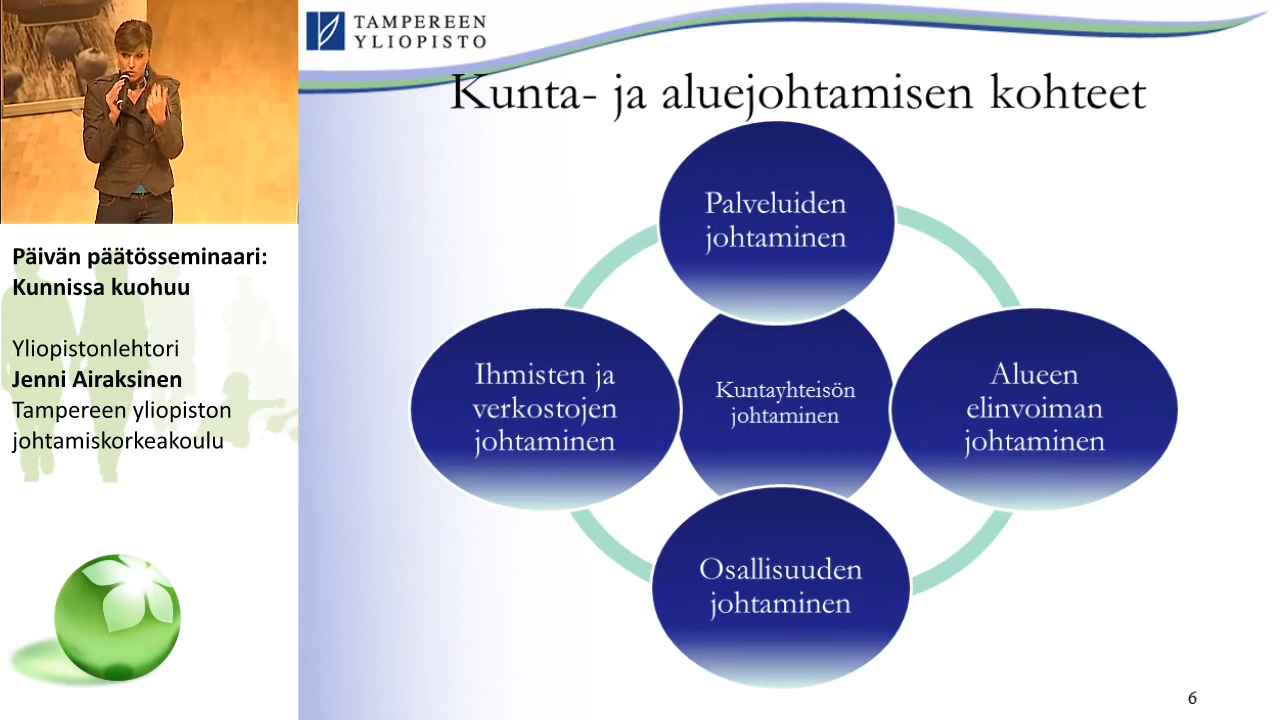 Päivän päätösseminaari:
Kunnissa kuohuu
Yliopistonlehtori
Jenni Airaksinen
Tampereen yliopiston
johtamiskorkeakoulu
TAMPEREEN
YLIOPISTO
Kunta- ja aluejohtamisen kohteet
Palveluiden
johtaminen
Ihmisten ja
verkostojen
johtaminen
Kuntayhteisön
johtaminen
Alueen
elinvoiman
johtaminen
Osallisuuden
johtaminen
6